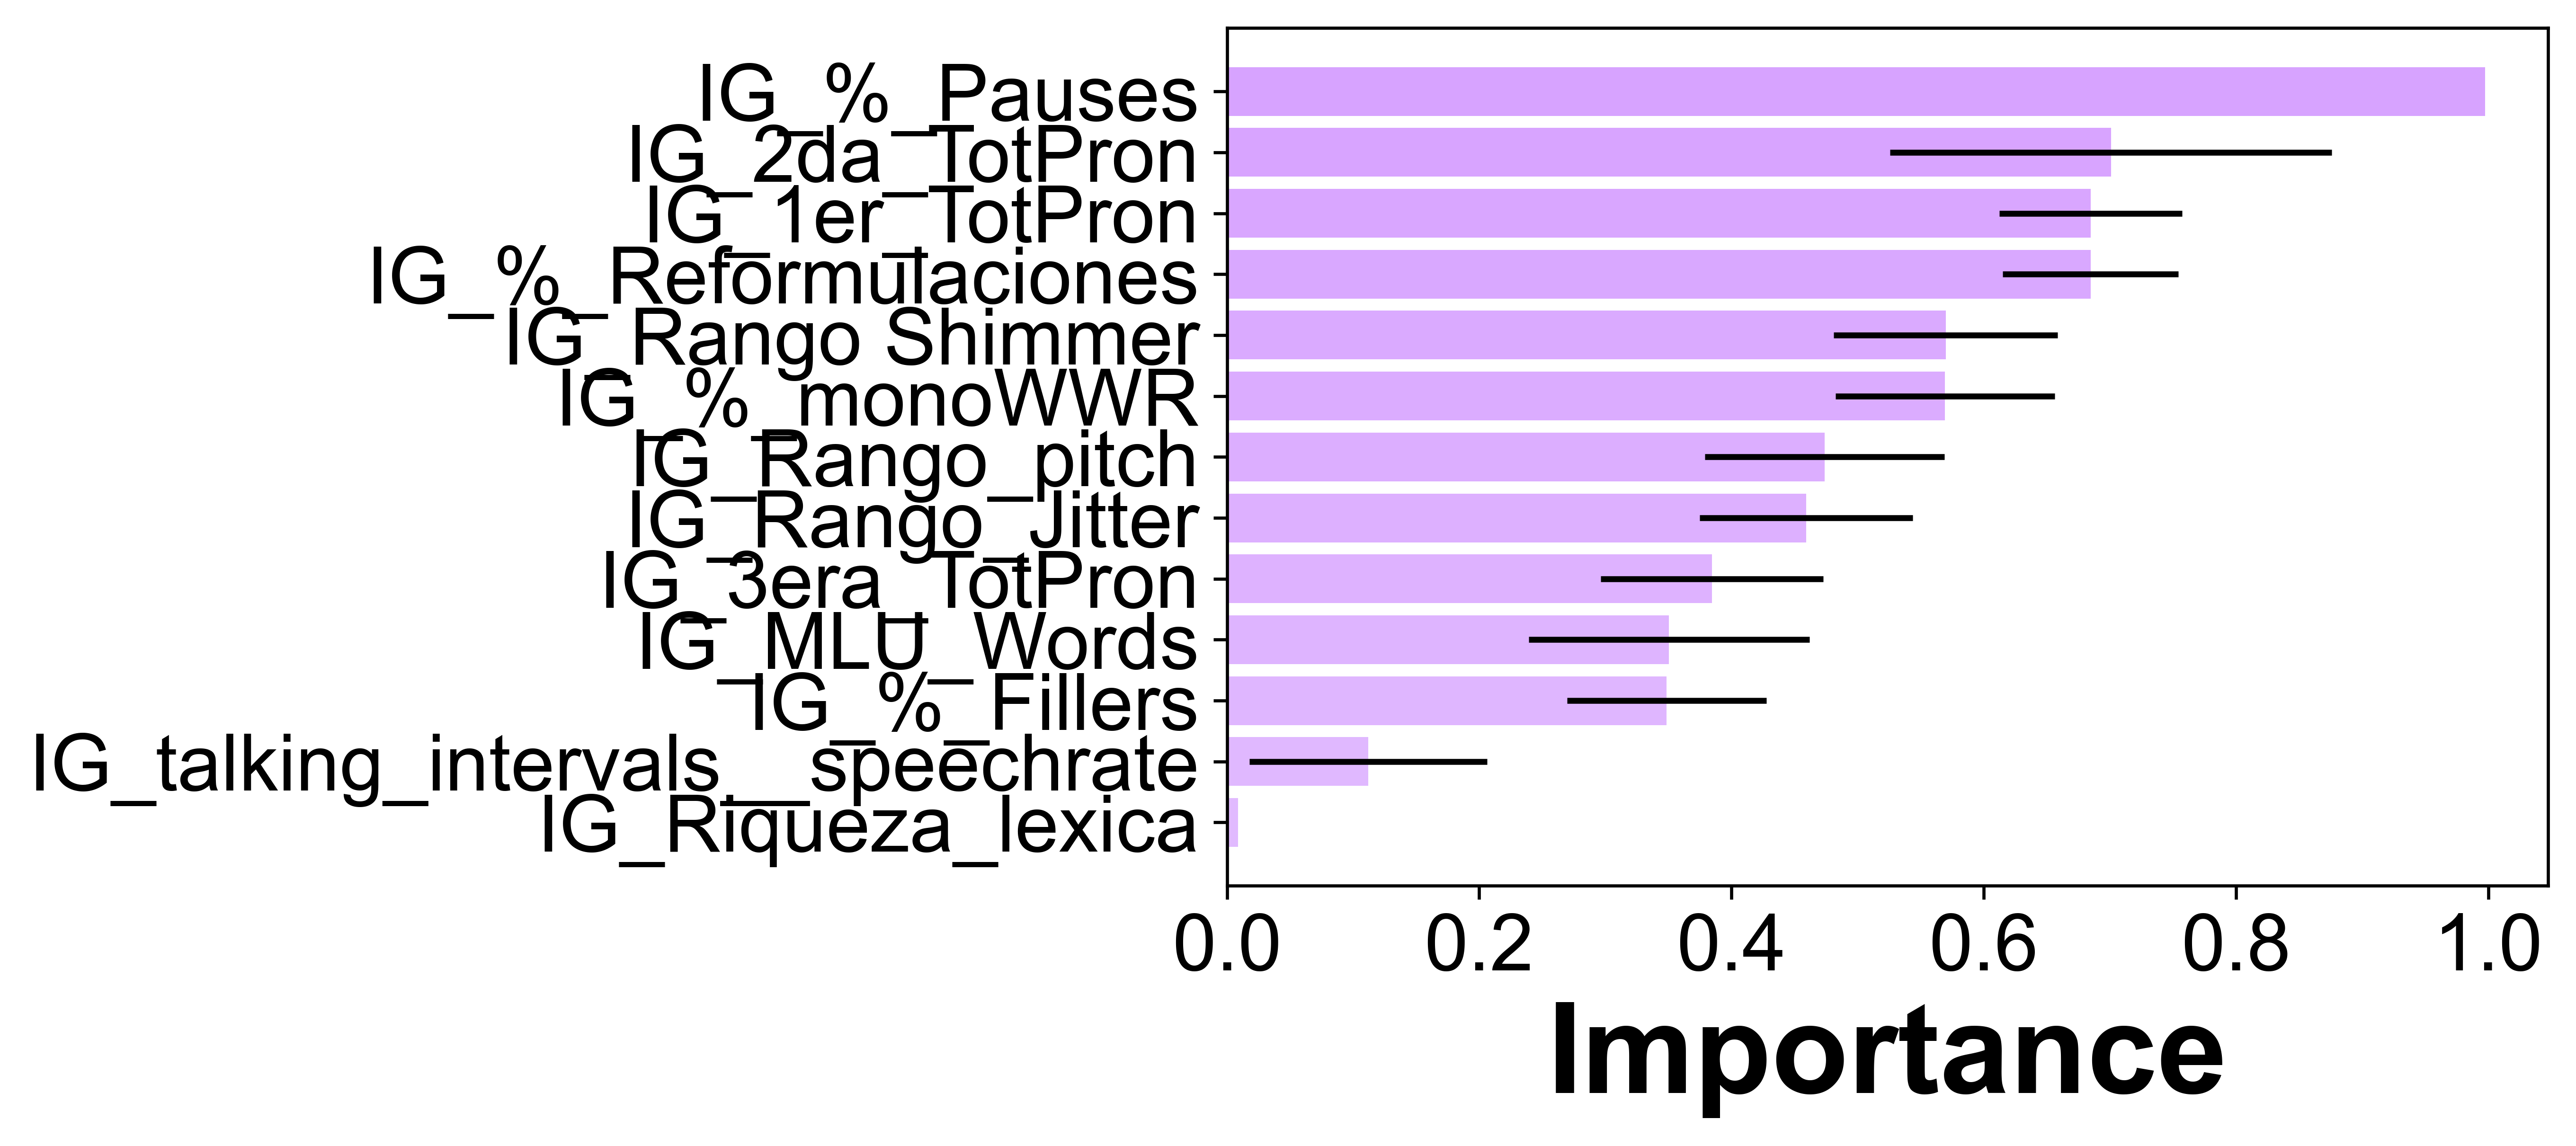 IG_%_Pauses
IG_2da_TotPron
IG_1er_TotPron
IG_%_Reformulaciones
IG_Rango Shimmer
IG_%_monoWWR
IG_Rango_pitch
IG_Rango_Jitter
IG_3era_TotPron
IG_MLU_Words
IG_%_Fillers
IG_talking_intervals__speechrate
IG_Riqueza_lexica
0.0 0.2 0.4 0.6 0.8 1.0
Importance